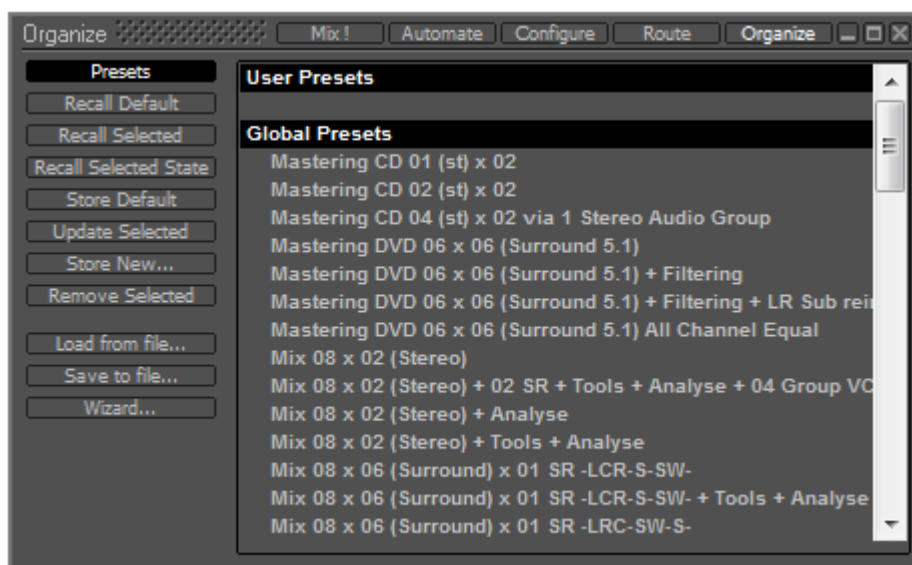 Organize Mix ! Automate Configure Route Organize
Presets
Recall Default
Recall Selected
Recall Selected State
Store Default
Update Selected
Store New...
Remove Selected
Load from file...
Save to file...
Wizard...
User Presets
Global Presets
Mastering CD 01 (st) x 02
Mastering CD 02 (st) x 02
Mastering CD 04 (st) x 02 via 1 Stereo Audio Group
Mastering DVD 06 x 06 (Surround 5.1)
Mastering DVD 06 x 06 (Surround 5.1) + Filtering
Mastering DVD 06 x 06 (Surround 5.1) + Filtering + LR Sub rei
Mastering DVD 06 x 06 (Surround 5.1) All Channel Equal
Mix 08 x 02 (Stereo)
Mix 08 x 02 (Stereo) + 02 SR + Tools + Analyse + 04 Group VC
Mix 08 x 02 (Stereo) + Analyse
Mix 08 x 02 (Stereo) + Tools + Analyse
Mix 08 x 06 (Surround) x 01 SR -LCR-S-SW-
Mix 08 x 06 (Surround) x 01 SR -LCR-S-SW- + Tools + Analyse
Mix 08 x 06 (Surround) x 01 SR -LRC-SW-S-